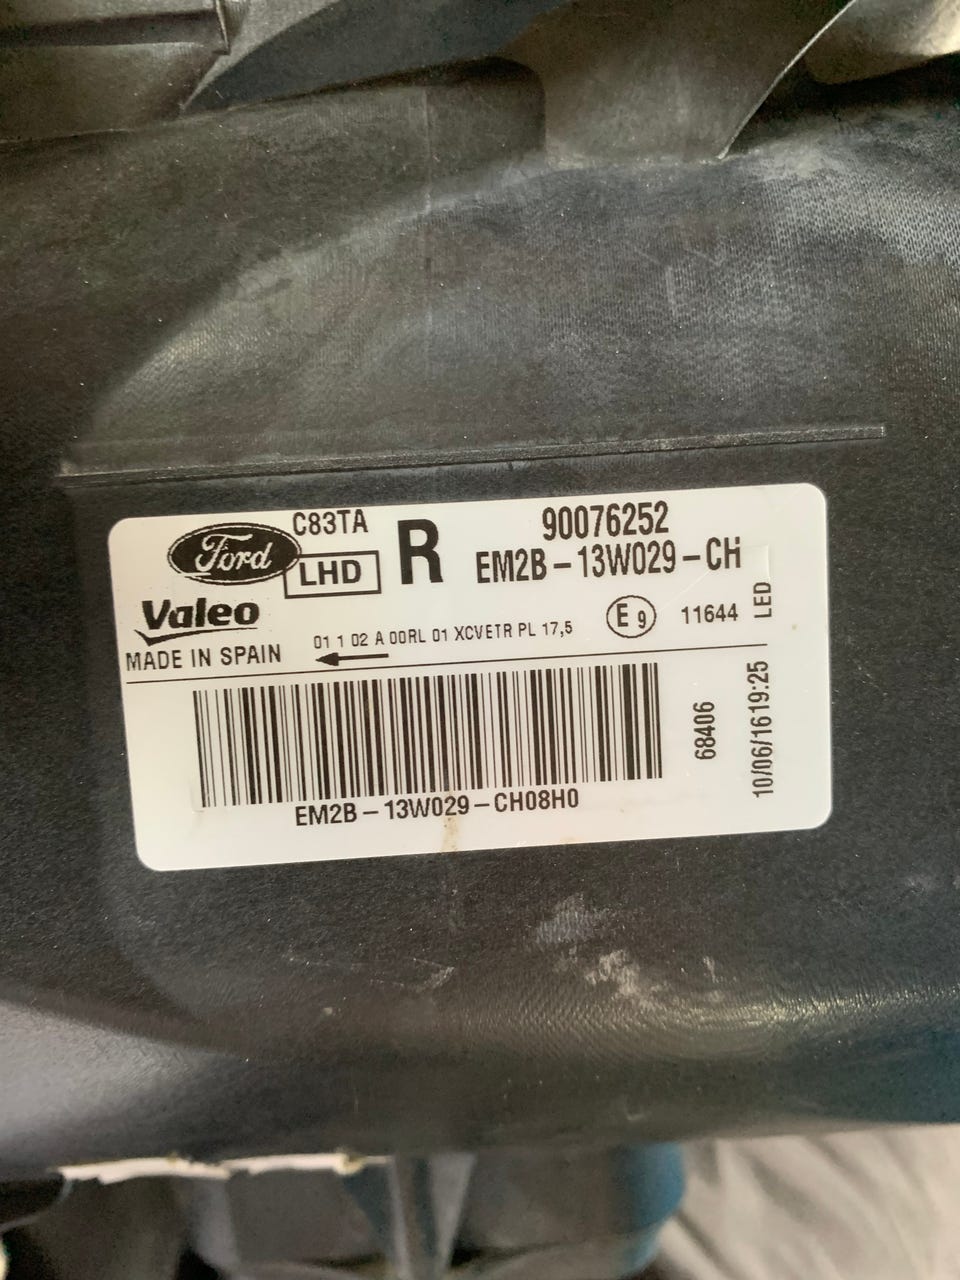 C83TA
Ford
LHD
R
90076252
EM2B-13W029-CH
Valeo
MADE IN SPAIN
01 1 02 A 00RL 01 XCVETR PL 17,5
E9
11644
LED
EM2B-13W029-CH08H0
68406
10/06/1619:25